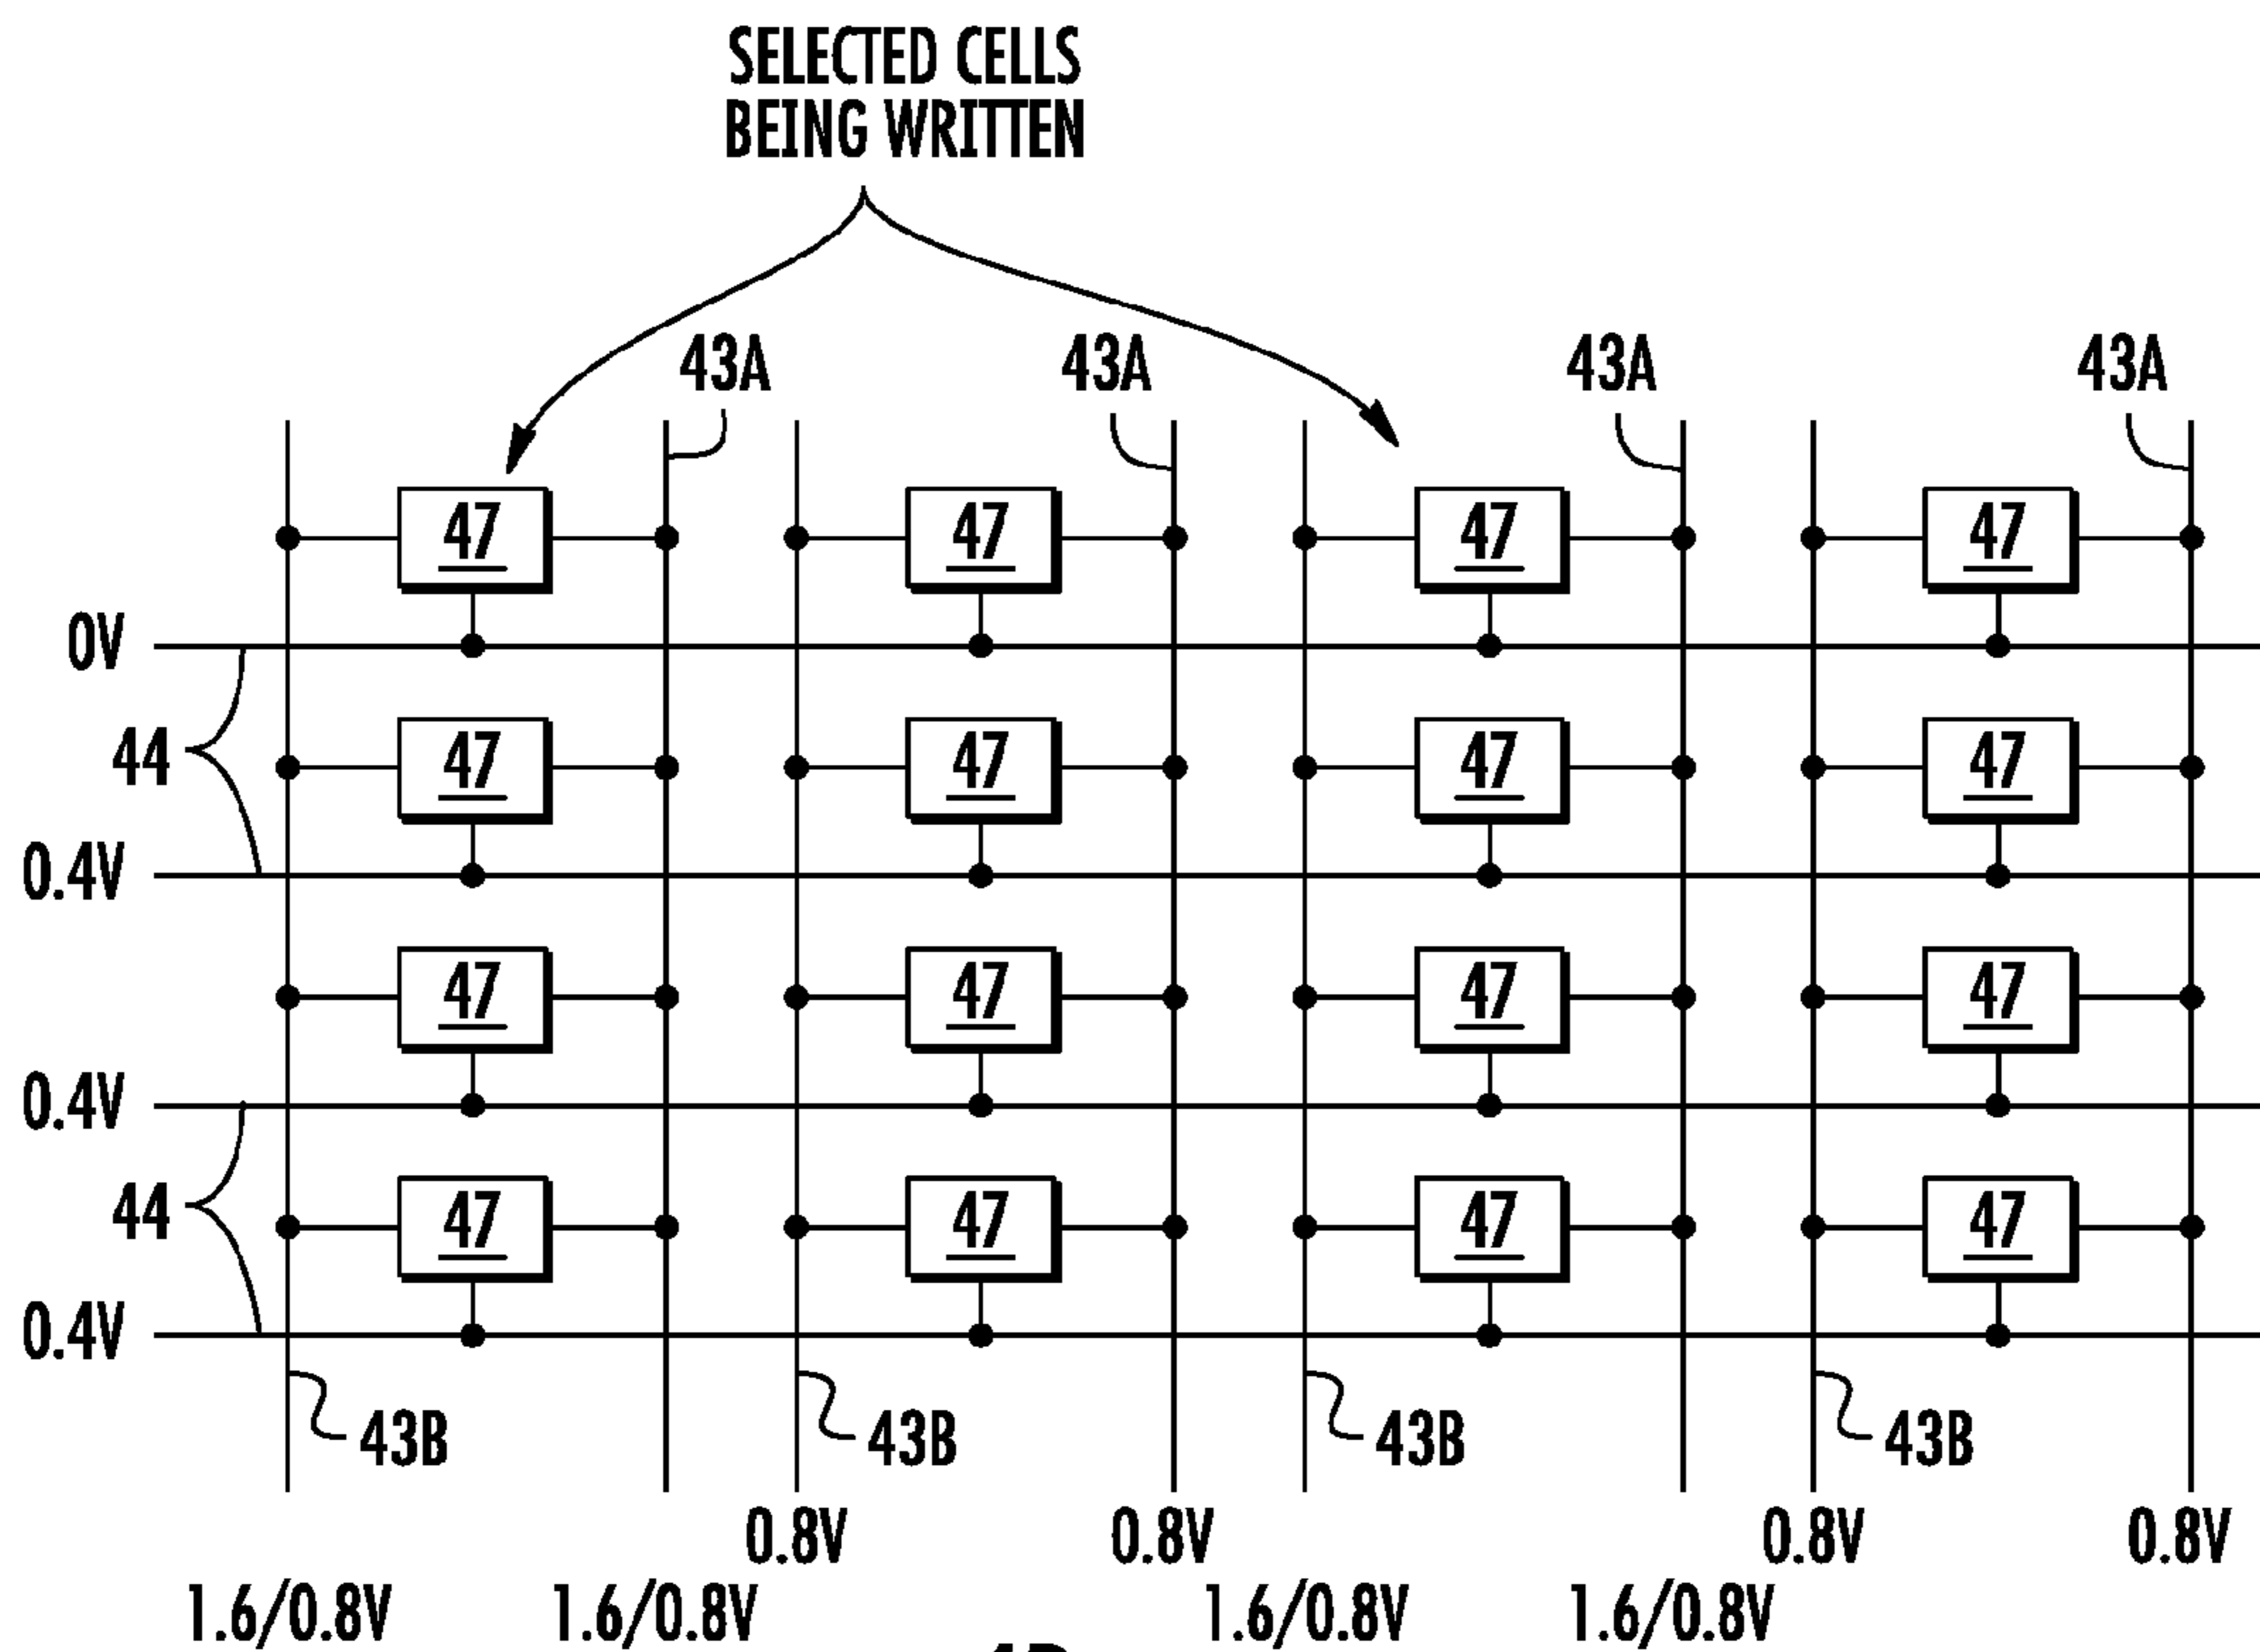 SELECTED CELLS
BEING WRITTEN
43A 43A 43A 43A
47 47 47 47
0V
44
47 47 47 47
0.4V
47 47 47 47
0.4V
44
47 47 47 47
0.4V
43B 43B 43B 43B
0.8V 0.8V 0.8V 0.8V
1.6/0.8V 1.6/0.8V 1.6/0.8V 1.6/0.8V